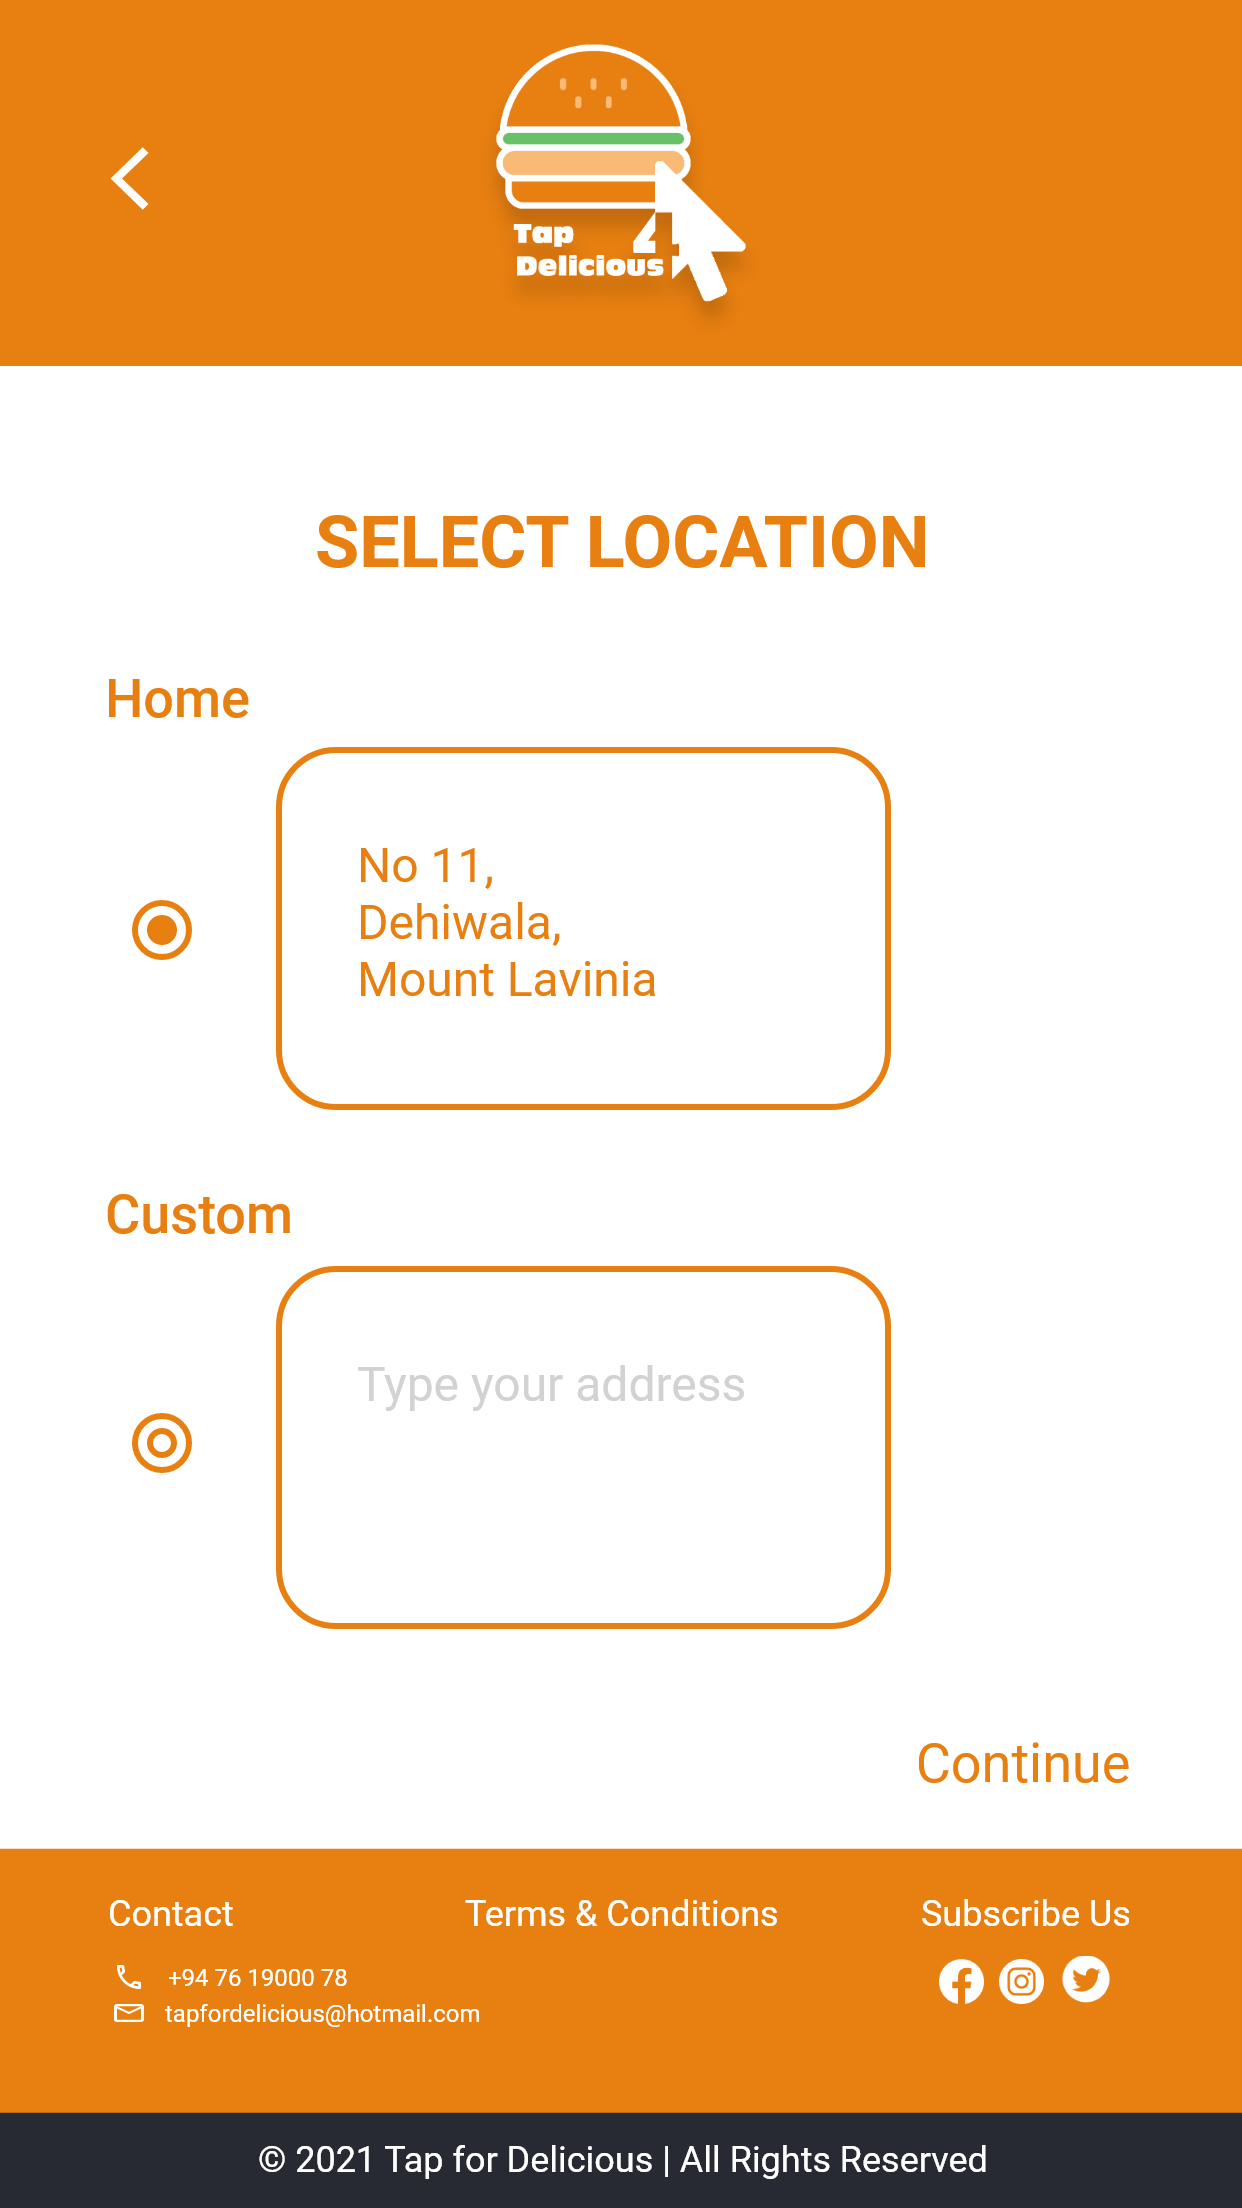 Tap 4
Delicious
SELECT LOCATION
Home
No 11,
Dehiwala,
Mount Lavinia
Custom
Type your address
Continue
Contact
Terms & Conditions
Subscribe Us
+94 76 19000 78
tapfordelicious@hotmail.com
© 2021 Tap for Delicious | All Rights Reserved